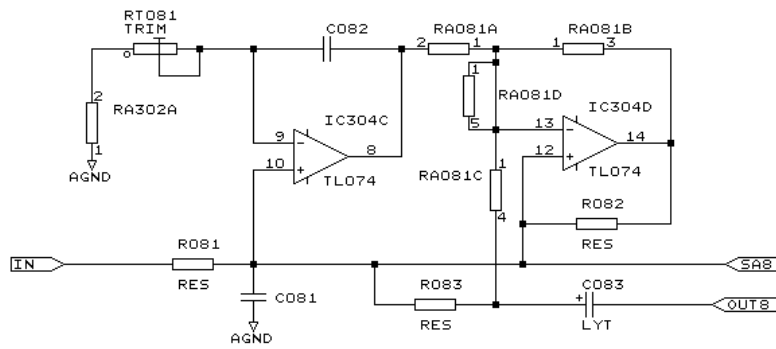 RT081
TRIM
C082
RA081A
2 1
RA081B
1 3
2
RA302A
1
AGND
1
RA081D
5
IC304C
9
10
8
TL074
IC304D
13
12
14
TL074
1
RA081C
4
R082
RES
IN
R081
RES
SA8
C081
AGND
R083
RES
C083
+
LYT
OUT8